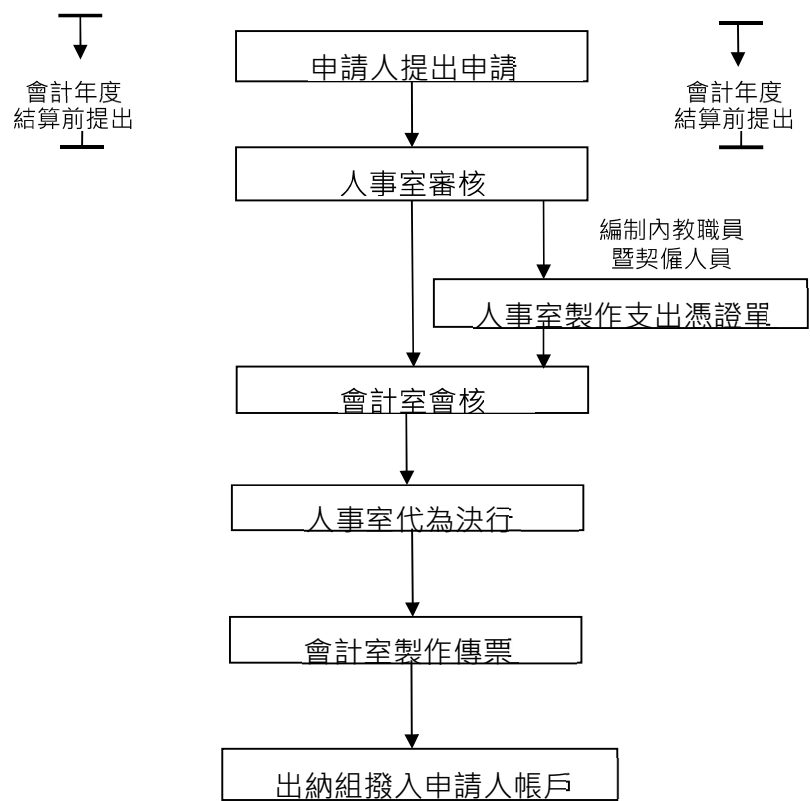 申請人提出申請
會計年度
結算前提出
會計年度
結算前提出
人事室審核
編制內教職員
暨契僱人員
人事室製作支出憑證單
會計室會核
人事室代為決行
會計室製作傳票
出納組撥入申請人帳戶